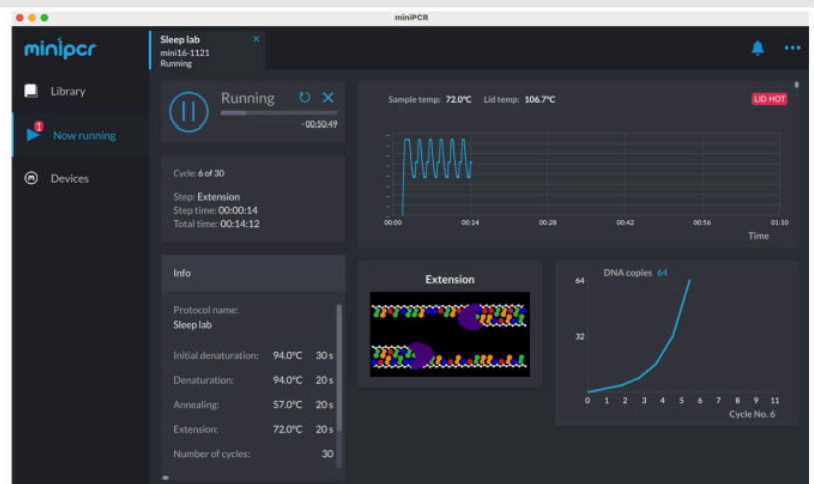 miniPCR
minipcr
Sleep lab
mini16-1121
Running
Library
1
Now running
Devices
Running
- 00:50:49
Cycle: 6 of 30
Step: Extension
Step time: 00:00:14
Total time: 00:14:12
Sample temp: 72.0°C Lid temp: 106.7°C
LID HOT
00:00 00:14 00:28 00:42 00:56 01:10
Time
Info
Protocol name:
Sleep lab
Initial denaturation: 94.0°C 30 s
Denaturation: 94.0°C 20 s
Annealing: 57.0°C 20 s
Extension: 72.0°C 20 s
Number of cycles: 30
Extension
DNA copies 64
64
32
0 1 2 3 4 5 6 7 8 9 11
Cycle No. 6